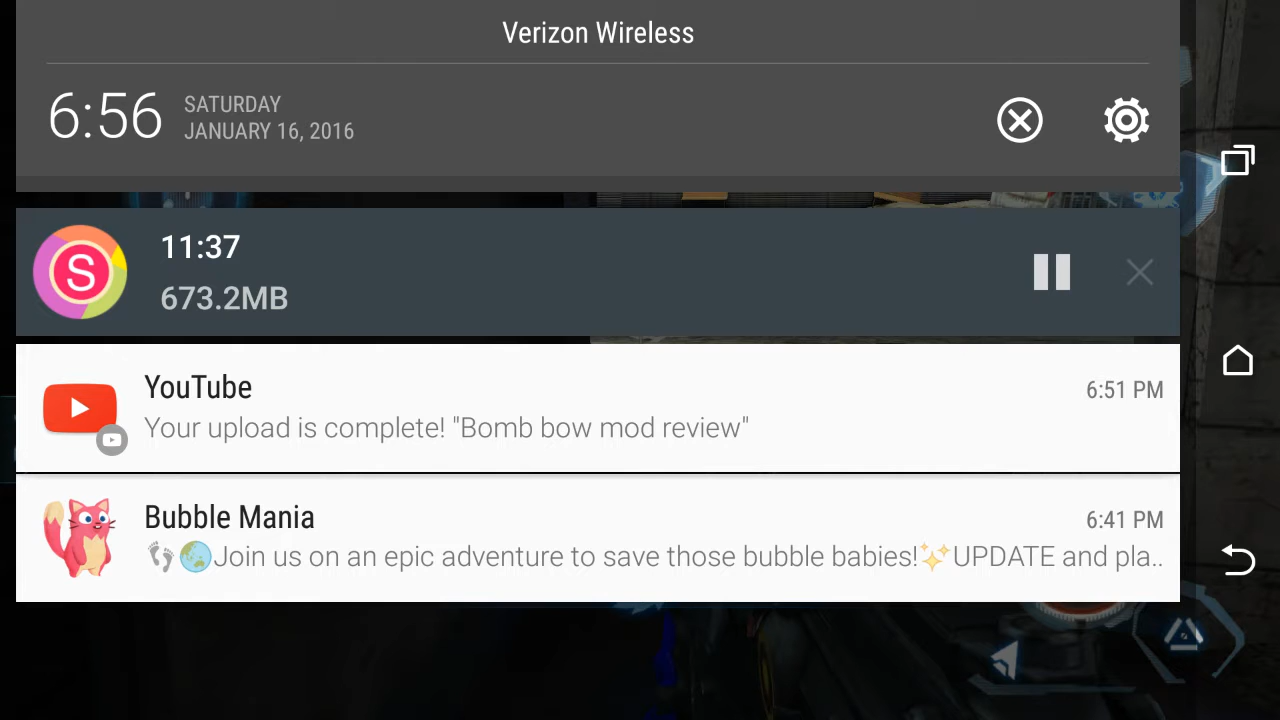 Verizon Wireless
6:56
SATURDAY
JANUARY 16, 2016
S
11:37
673.2MB
YouTube
6:51 PM
Your upload is complete! "Bomb bow mod review"
Bubble Mania
6:41 PM
👣🌏Join us on an epic adventure to save those bubble babies!✨UPDATE and pla..